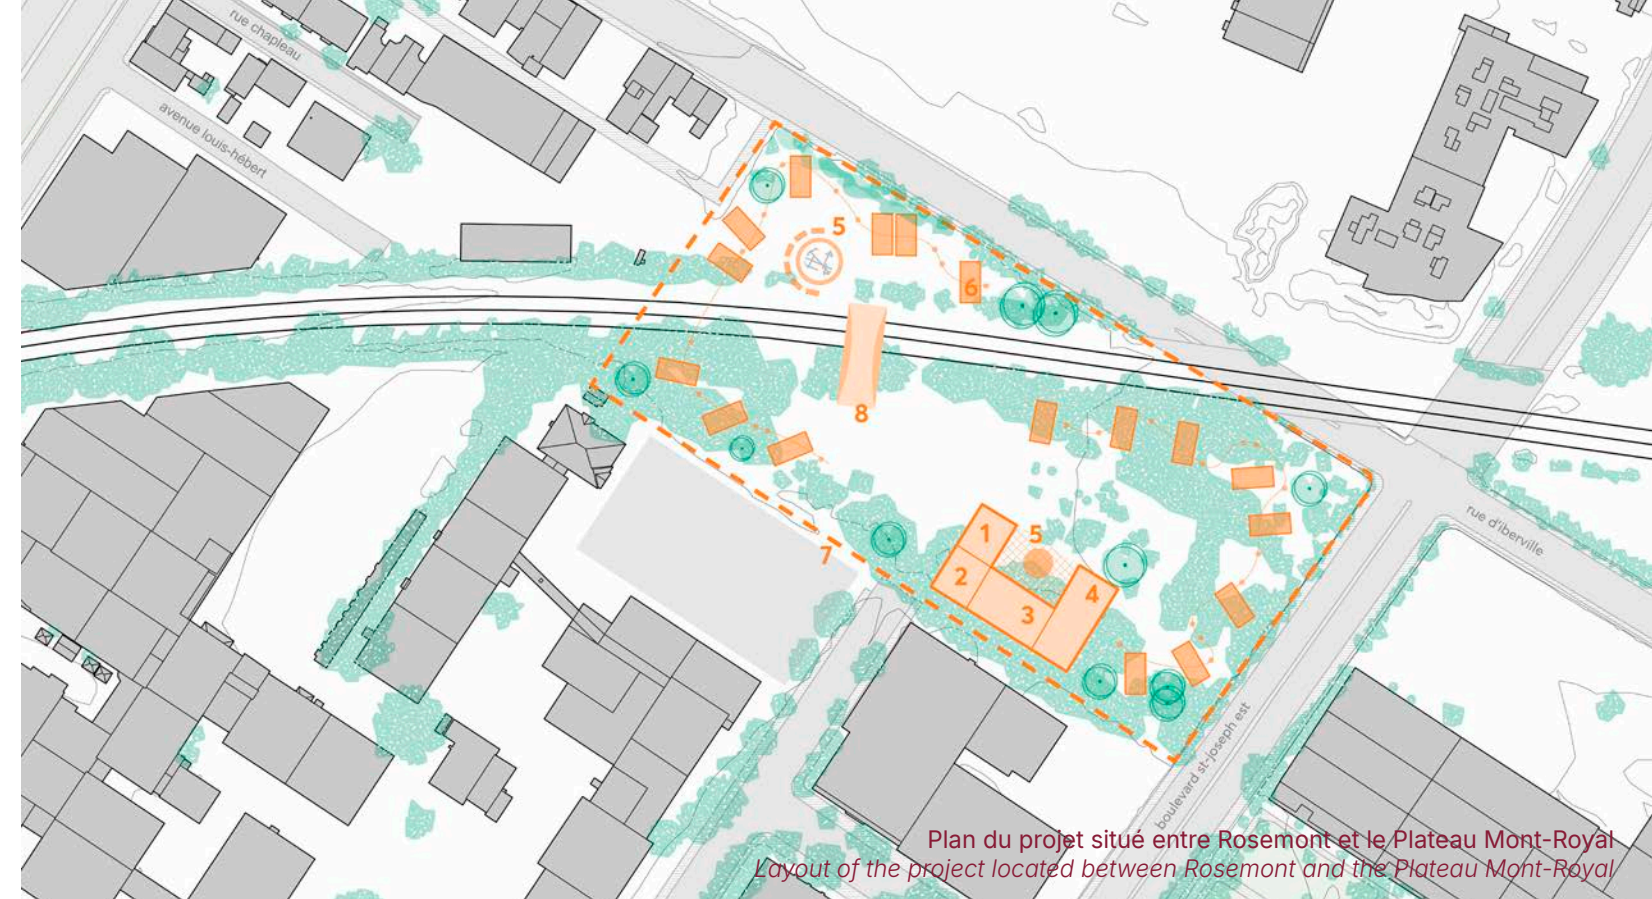 rue chapleau
avenue louis-hébert
5
6
8
1
5
2
4
3
7
rue d'iberville
boulevard st-joseph est
Plan du projet situé entre Rosemont et le Plateau Mont-Royal
Layout of the project located between Rosemont and the Plateau Mont-Royal